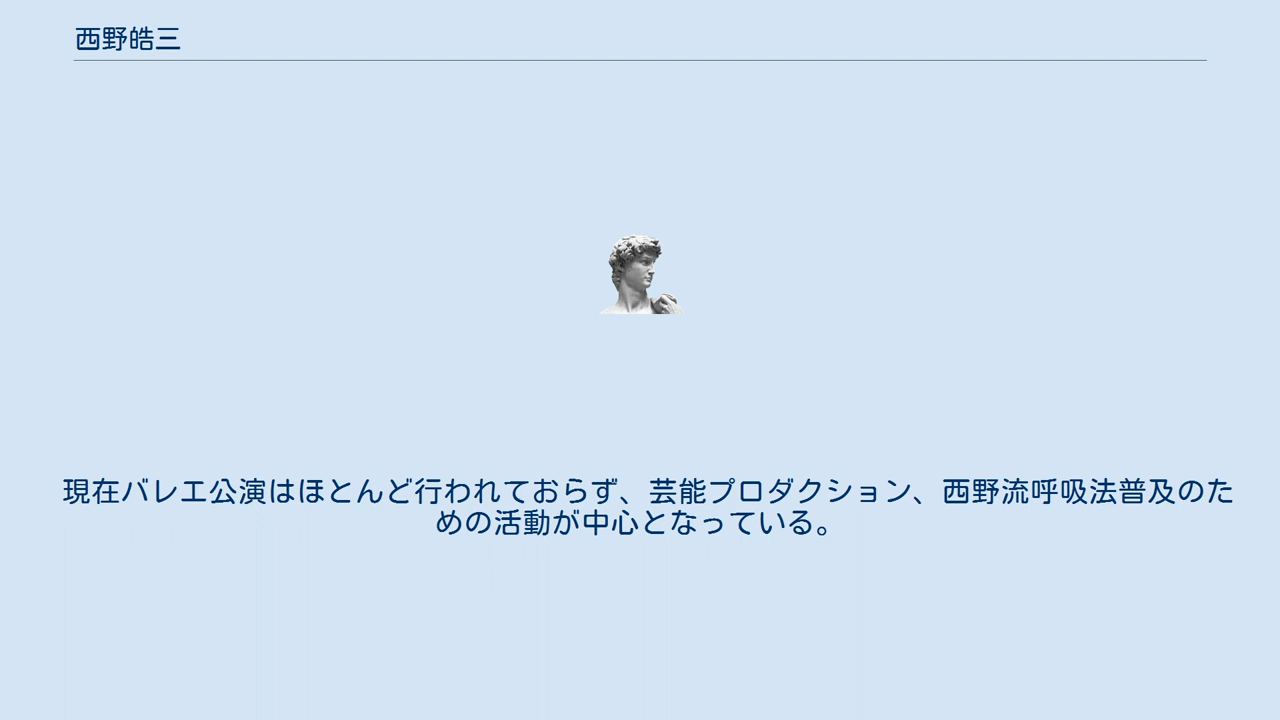 西野皓三
現在バレエ公演はほとんど行われておらず、芸能プロダクション、西野流呼吸法普及のた
めの活動が中心となっている。